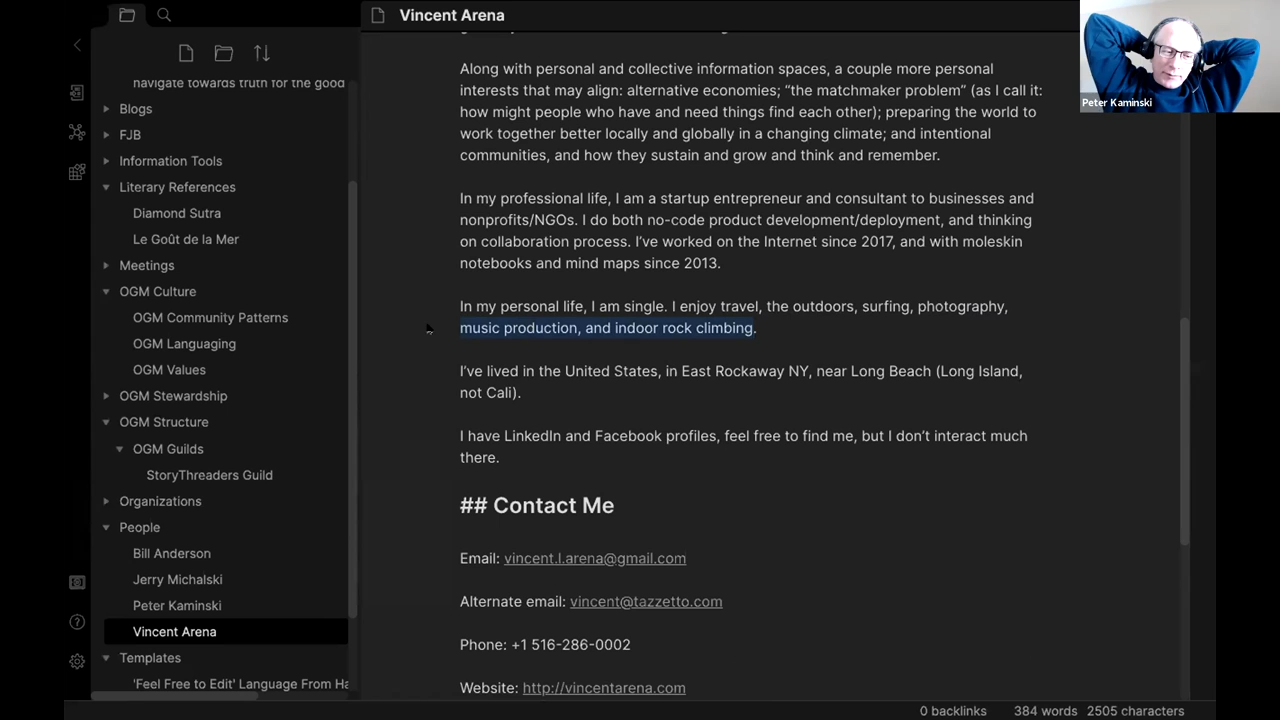 Vincent Arena
Peter Kaminski
navigate towards truth for the good
Blogs
FJB
Information Tools
Literary References
Diamond Sutra
Le Goût de la Mer
Meetings
OGM Culture
OGM Community Patterns
OGM Languaging
OGM Values
OGM Stewardship
OGM Structure
OGM Guilds
StoryThreaders Guild
Organizations
People
Bill Anderson
Jerry Michalski
Peter Kaminski
Vincent Arena
Templates
'Feel Free to Edit' Language From Ha
Along with personal and collective information spaces, a couple more personal
interests that may align: alternative economies; “the matchmaker problem” (as I call it:
how might people who have and need things find each other); preparing the world to
work together better locally and globally in a changing climate; and intentional
communities, and how they sustain and grow and think and remember.
In my professional life, I am a startup entrepreneur and consultant to businesses and
nonprofits/NGOs. I do both no-code product development/deployment, and thinking
on collaboration process. I’ve worked on the Internet since 2017, and with moleskin
notebooks and mind maps since 2013.
In my personal life, I am single. I enjoy travel, the outdoors, surfing, photography,
music production, and indoor rock climbing.
I’ve lived in the United States, in East Rockaway NY, near Long Beach (Long Island,
not Cali).
I have LinkedIn and Facebook profiles, feel free to find me, but I don’t interact much
there.
## Contact Me
Email: vincent.l.arena@gmail.com
Alternate email: vincent@tazzetto.com
Phone: +1 516-286-0002
Website: http://vincentarena.com
0 backlinks 384 words 2505 characters